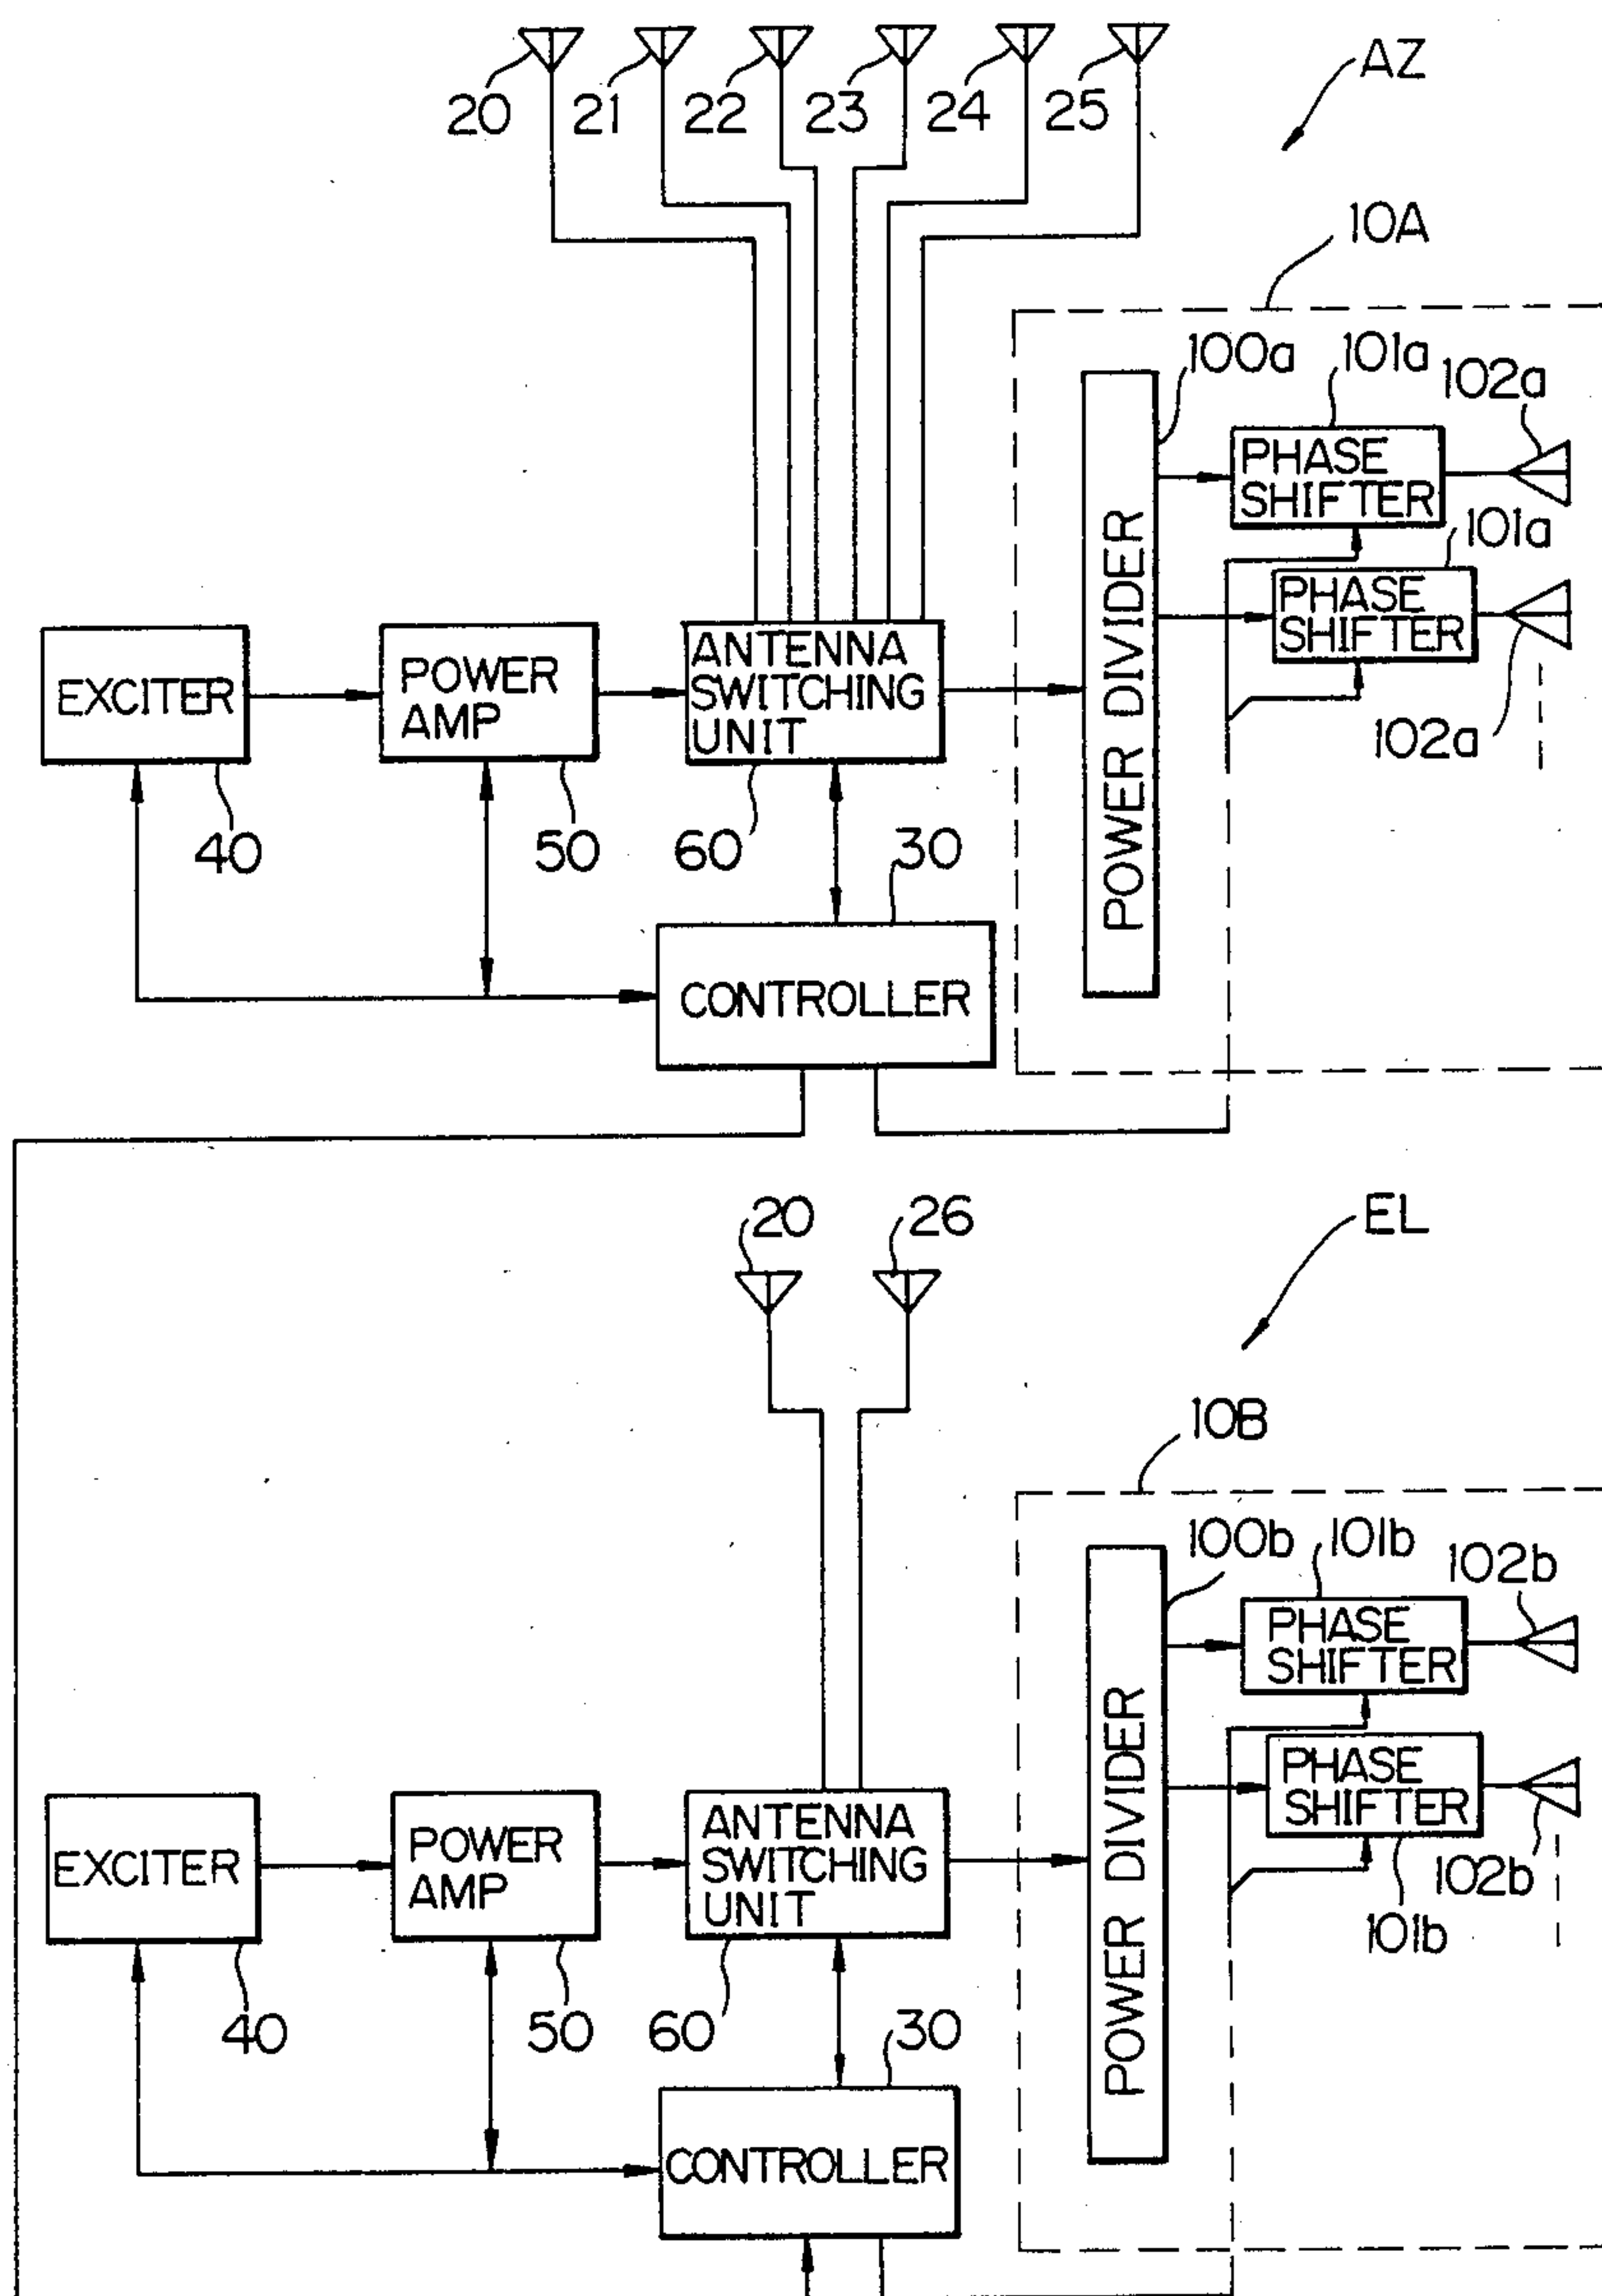 20 21 22 23 24 25
AZ
10A
100a
101a
102a
PHASE
SHIFTER
101a
PHASE
SHIFTER
102a
POWER DIVIDER
EXCITER
POWER
AMP
ANTENNA
SWITCHING
UNIT
40
50
60
30
CONTROLLER
20
26
EL
10B
100b
101b
102b
PHASE
SHIFTER
PHASE
SHIFTER
102b
101b
POWER DIVIDER
EXCITER
POWER
AMP
ANTENNA
SWITCHING
UNIT
40
50
60
30
CONTROLLER